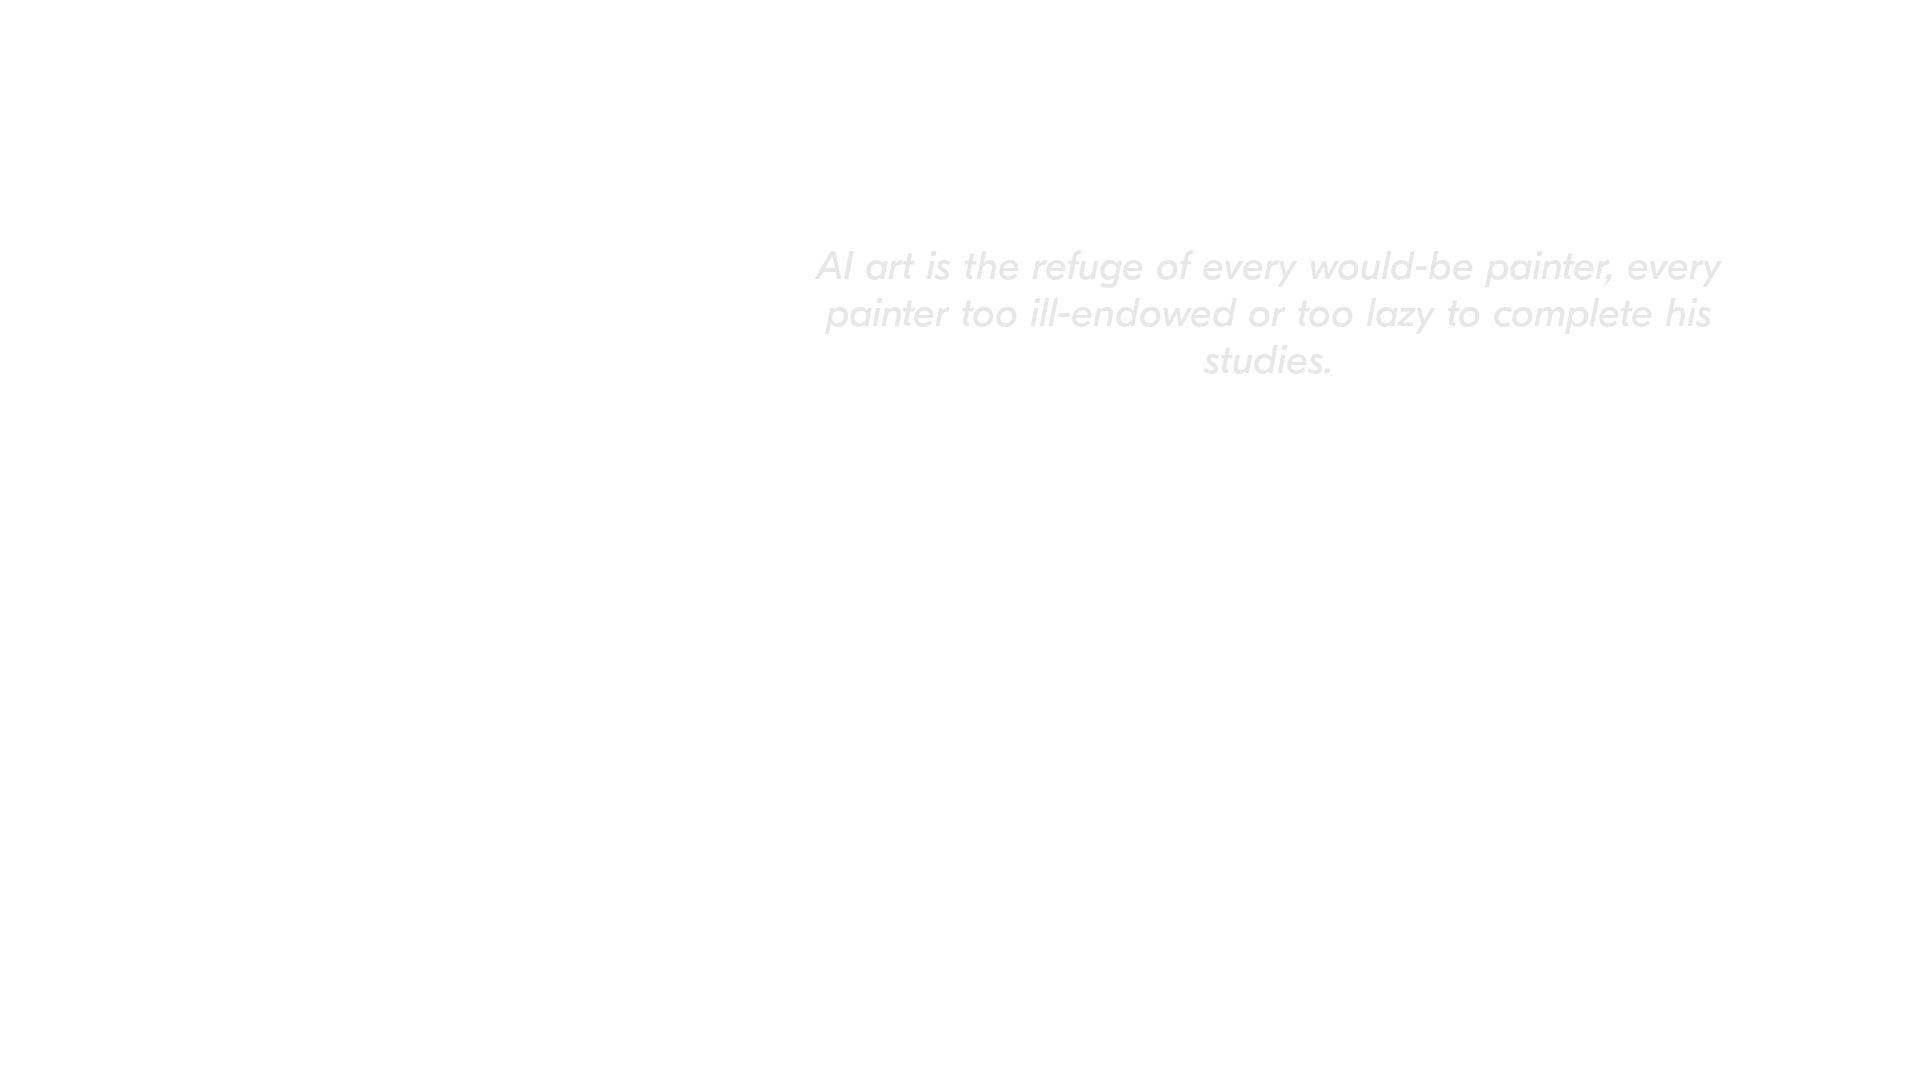 AI art is the refuge of every would-be painter, every
painter too ill-endowed or too lazy to complete his
studies.